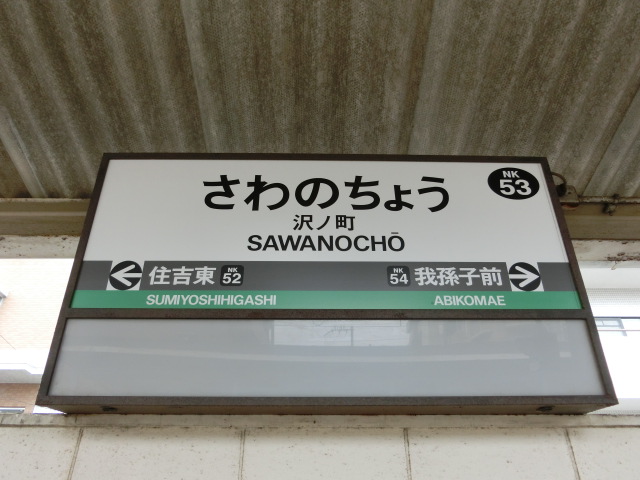 さわのちょう
NK
53
沢ノ町
SAWANOCHŌ
住吉東 NK 52
NK 54 我孫子前
SUMIYOSHIHIGASHI
ABIKOMAE